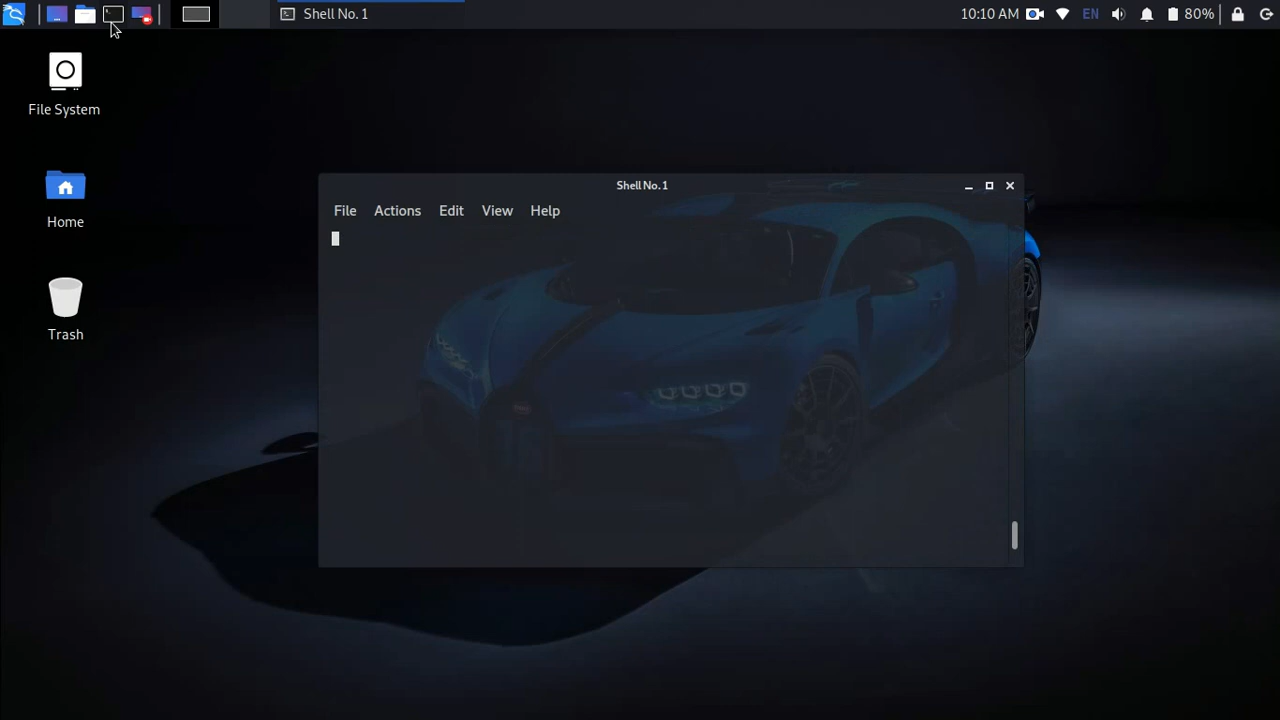 Shell No. 1
10:10 AM
EN
80%
File System
Home
Trash
Shell No. 1
File Actions Edit View Help